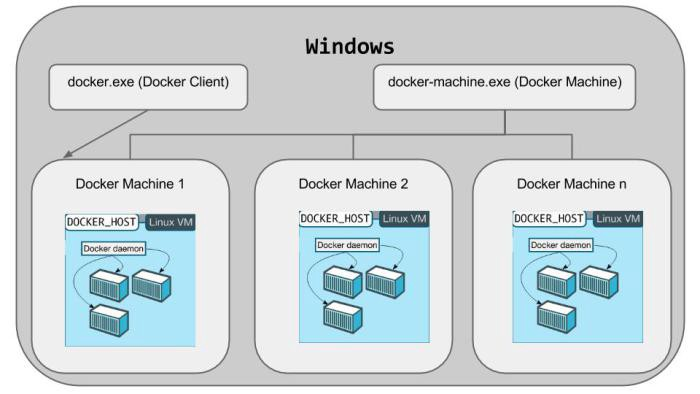 Windows
docker.exe (Docker Client)
docker-machine.exe (Docker Machine)
Docker Machine 1
Docker Machine 2
Docker Machine n
DOCKER_HOST
Linux VM
Docker daemon
DOCKER_HOST
Linux VM
Docker daemon
DOCKER_HOST
Linux VM
Docker daemon